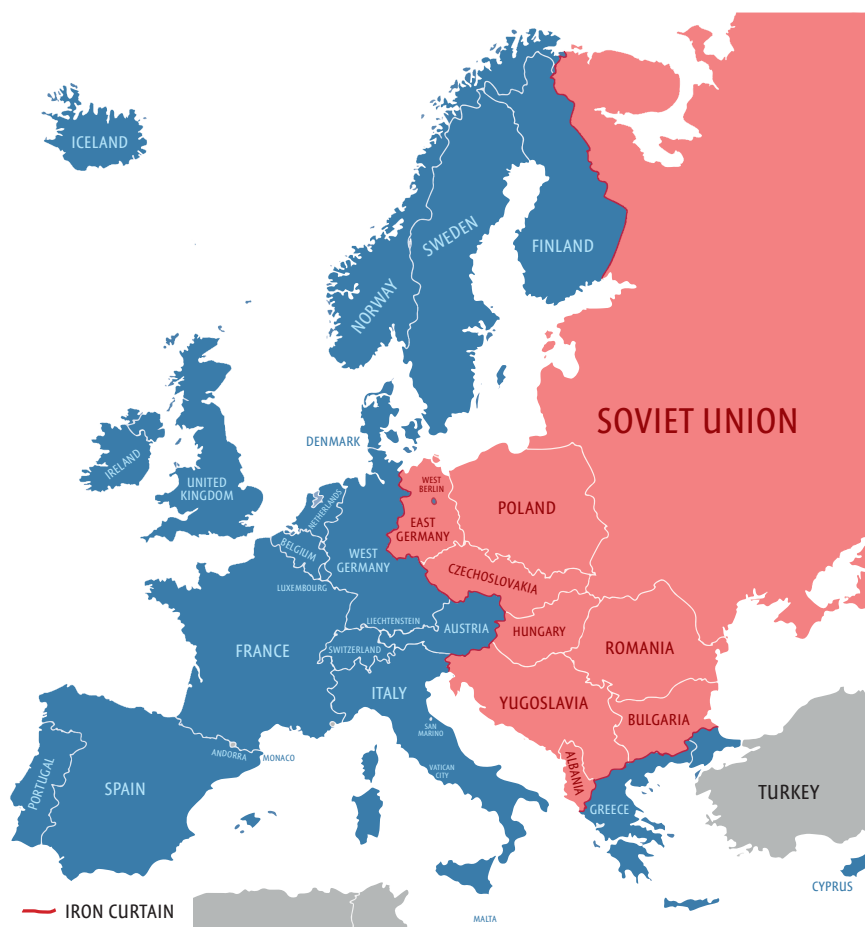 ICELAND
SWEDEN
FINLAND
NORWAY
SOVIET UNION
DENMARK
IRELAND
UNITED
KINGDOM
NETHERLANDS
WEST
BERLIN
POLAND
EAST
GERMANY
BELGIUM
WEST
GERMANY
CZECHOSLOVAKIA
LUXEMBOURG
LIECHTENSTEIN
AUSTRIA
HUNGARY
FRANCE
SWITZERLAND
ROMANIA
ITALY
YUGOSLAVIA
BULGARIA
SAN
MARINO
ANDORRA
MONACO
VATICAN
CITY
ALBANIA
PORTUGAL
SPAIN
GREECE
TURKEY
CYPRUS
IRON CURTAIN
MALTA